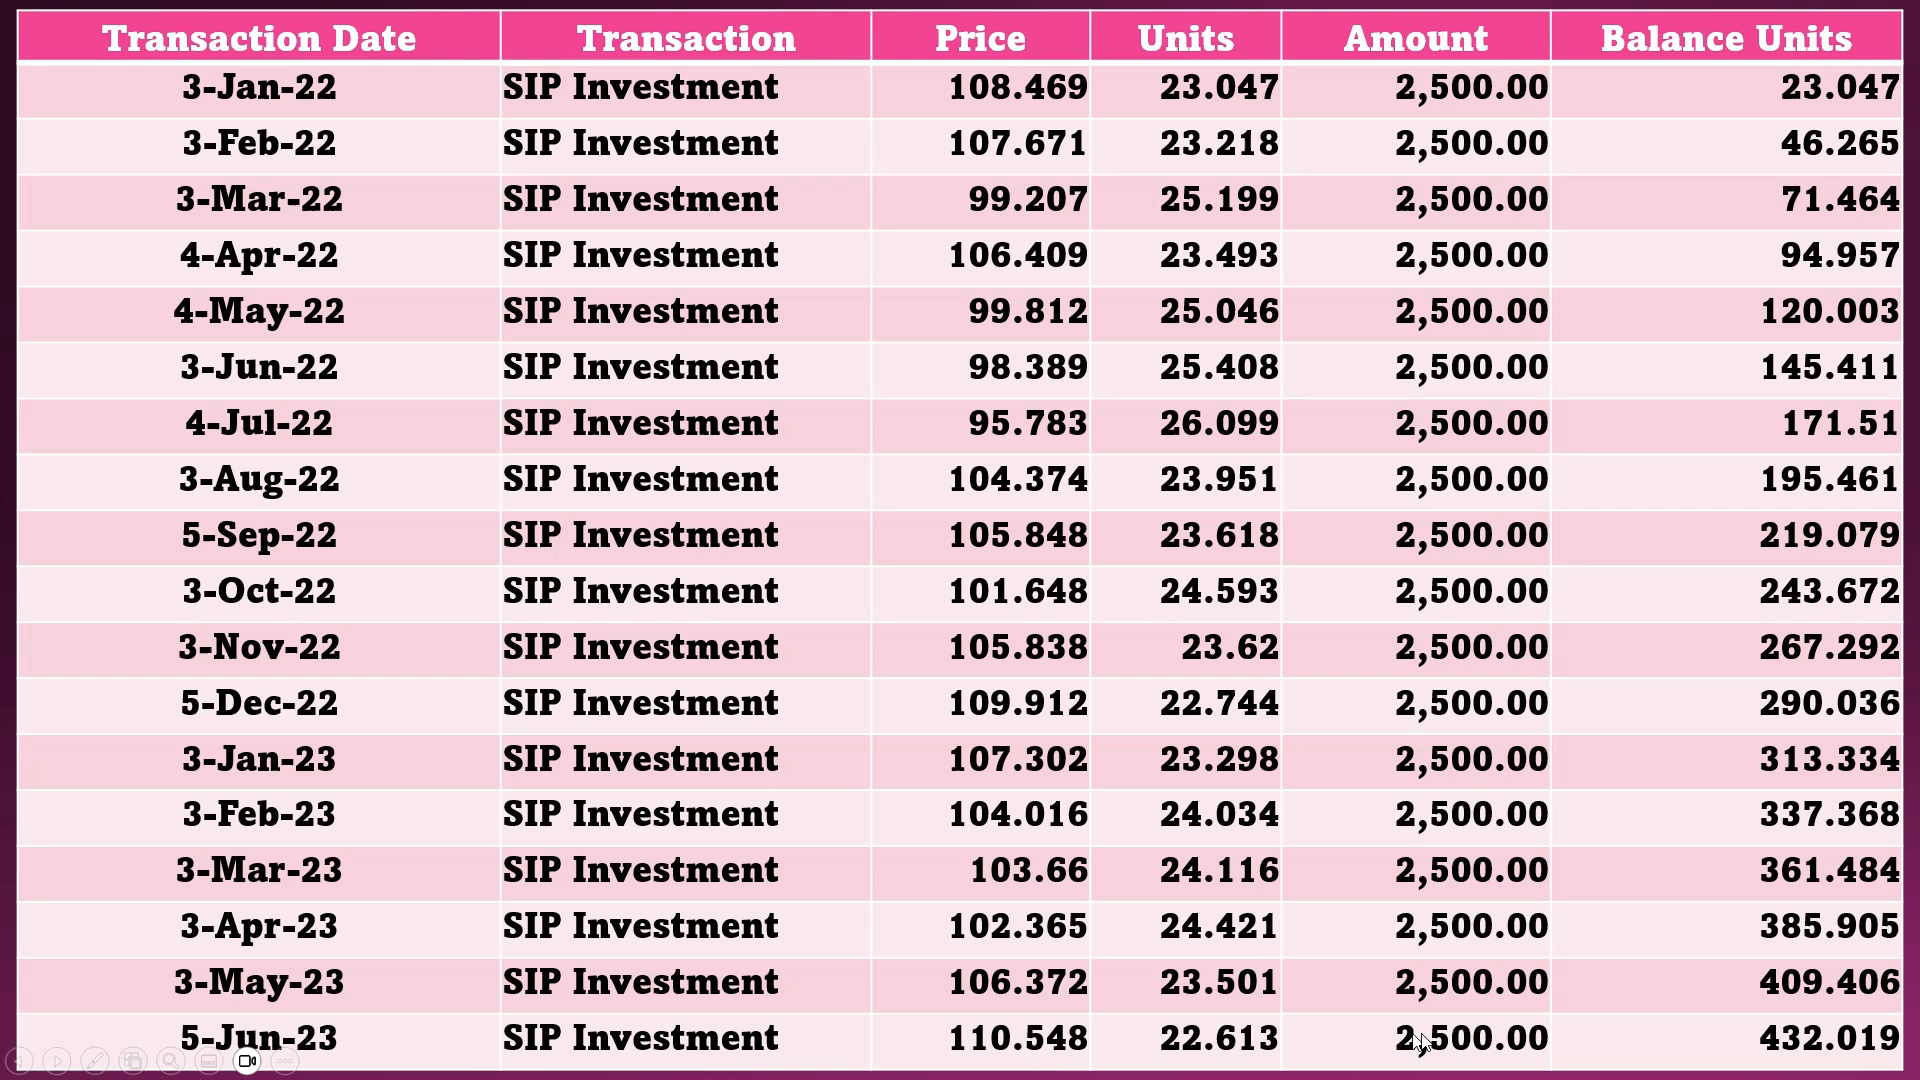 Transaction Date Transaction Price Units Amount Balance Units
3-Jan-22 SIP Investment 108.469 23.047 2,500.00 23.047
3-Feb-22 SIP Investment 107.671 23.218 2,500.00 46.265
3-Mar-22 SIP Investment 99.207 25.199 2,500.00 71.464
4-Apr-22 SIP Investment 106.409 23.493 2,500.00 94.957
4-May-22 SIP Investment 99.812 25.046 2,500.00 120.003
3-Jun-22 SIP Investment 98.389 25.408 2,500.00 145.411
4-Jul-22 SIP Investment 95.783 26.099 2,500.00 171.51
3-Aug-22 SIP Investment 104.374 23.951 2,500.00 195.461
5-Sep-22 SIP Investment 105.848 23.618 2,500.00 219.079
3-Oct-22 SIP Investment 101.648 24.593 2,500.00 243.672
3-Nov-22 SIP Investment 105.838 23.62 2,500.00 267.292
5-Dec-22 SIP Investment 109.912 22.744 2,500.00 290.036
3-Jan-23 SIP Investment 107.302 23.298 2,500.00 313.334
3-Feb-23 SIP Investment 104.016 24.034 2,500.00 337.368
3-Mar-23 SIP Investment 103.66 24.116 2,500.00 361.484
3-Apr-23 SIP Investment 102.365 24.421 2,500.00 385.905
3-May-23 SIP Investment 106.372 23.501 2,500.00 409.406
5-Jun-23 SIP Investment 110.548 22.613 2,500.00 432.019